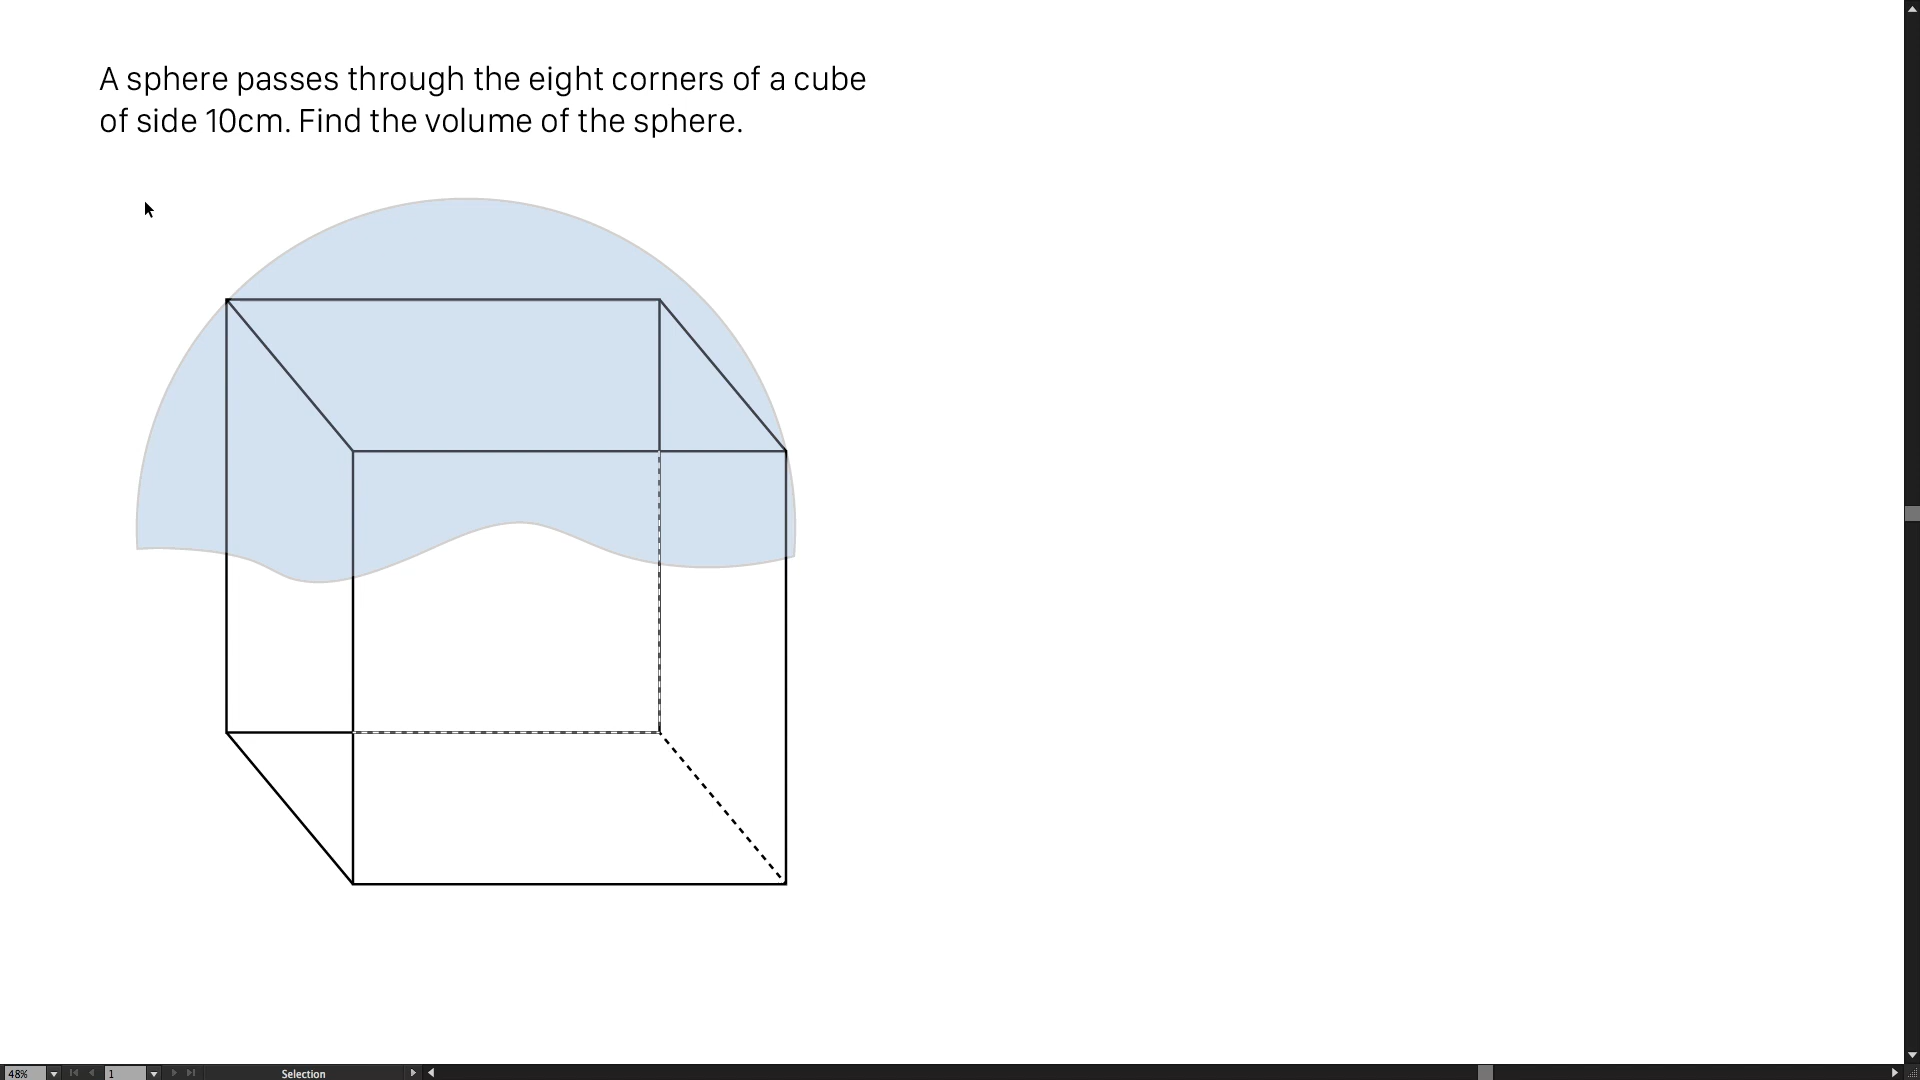 A sphere passes through the eight corners of a cube
of side 10cm. Find the volume of the sphere.
48% 1 Selection